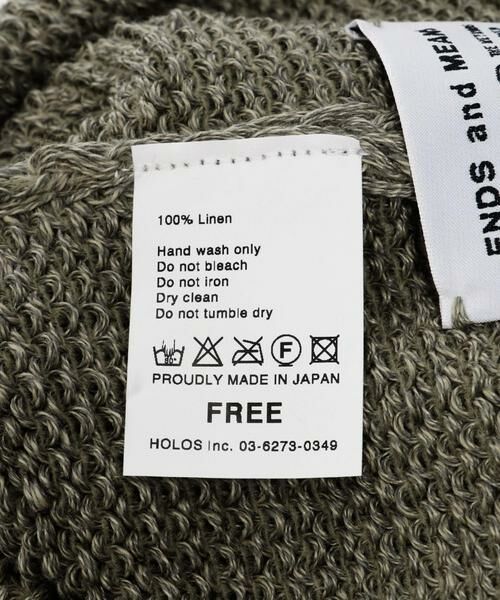 100% Linen
Hand wash only
Do not bleach
Do not iron
Dry clean
Do not tumble dry
F
PROUDLY MADE IN JAPAN
FREE
HOLOS Inc. 03-6273-0349
ENDS and MEAN